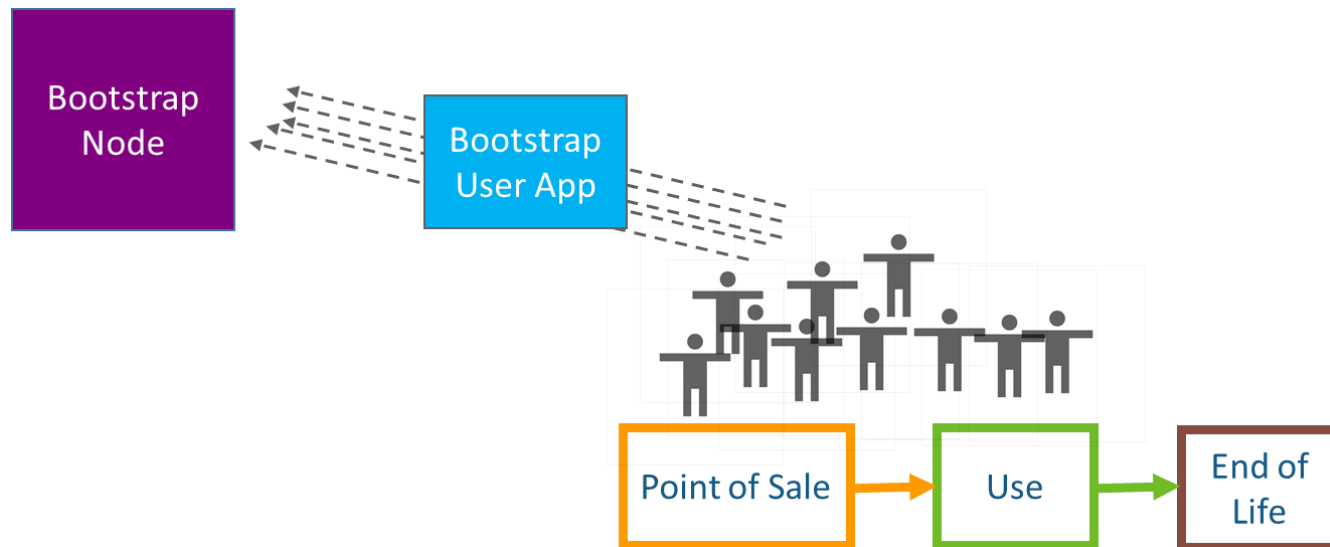 Bootstrap
Node
Bootstrap
User App
Point of Sale
Use
End of
Life